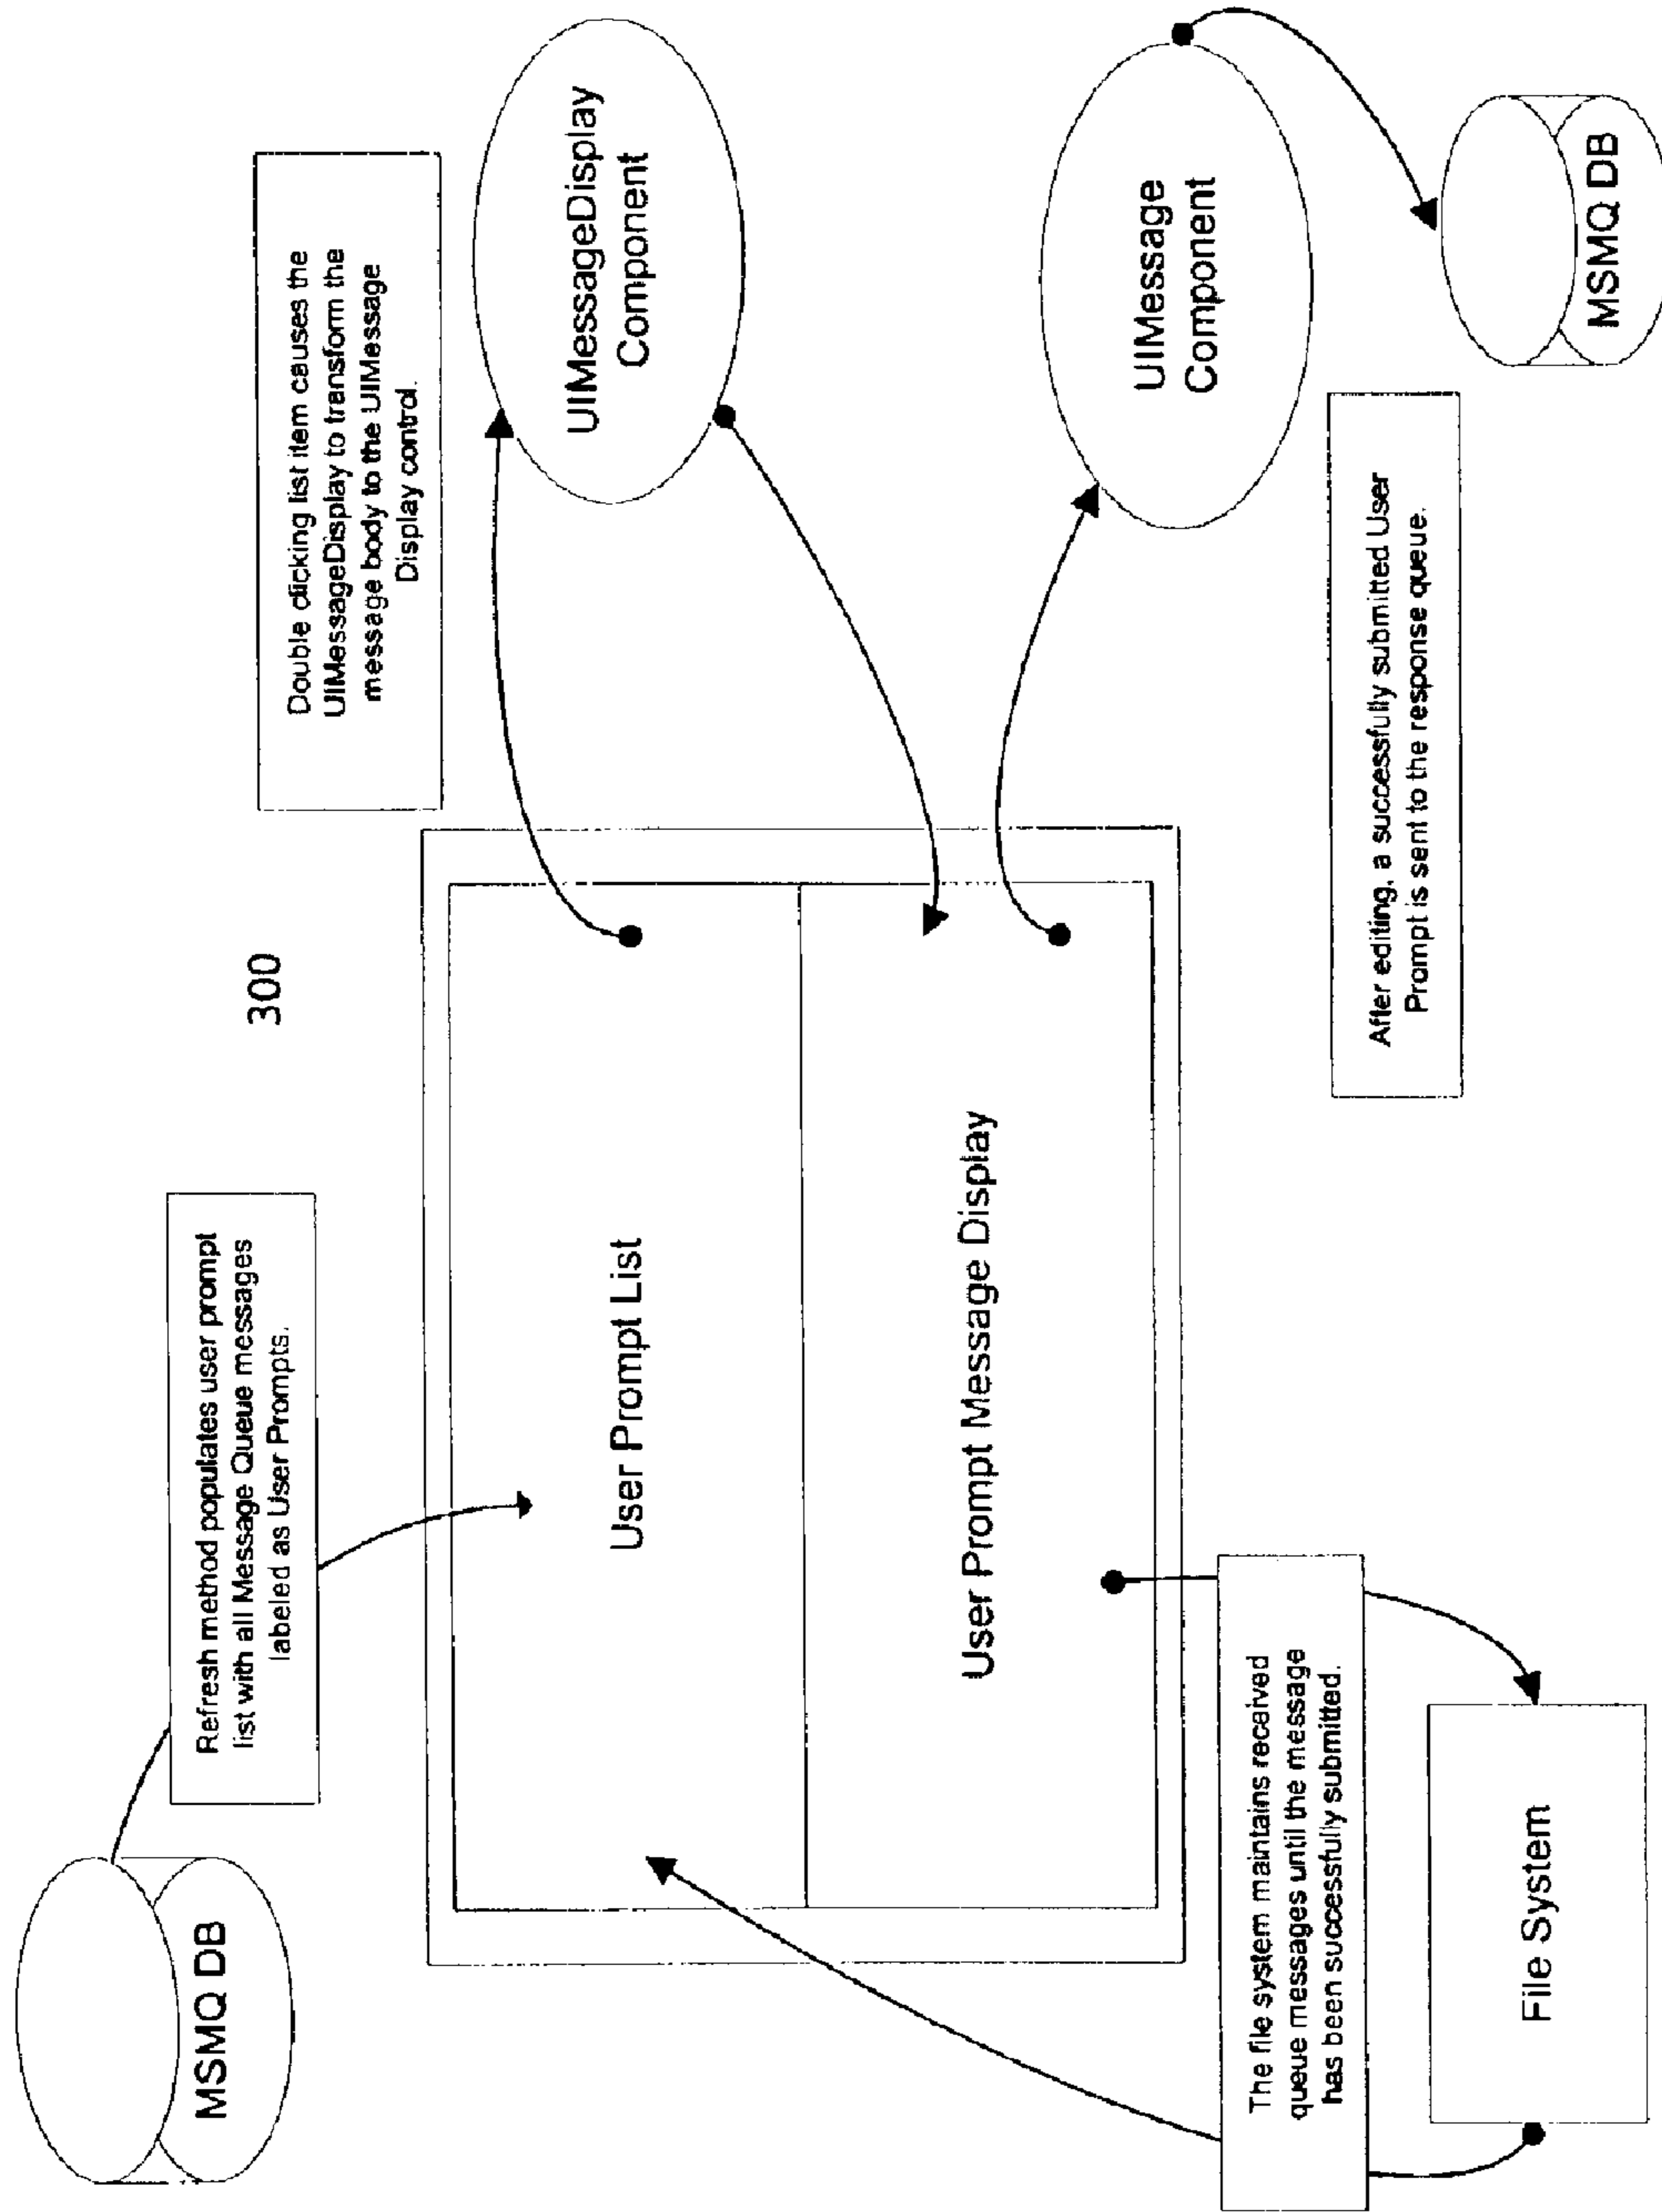 MSMQ DB
Refresh method populates user prompt
list with all Message Queue messages
labeled as User Prompts.
300
Double clicking list item causes the
UIMessageDisplay to transform the
message body to the UIMessage
Display control.
User Prompt List
UIMessageDisplay
Component
User Prompt Message Display
UIMessage
Component
The file system maintains received
queue messages until the message
has been successfully submitted.
After editing, a successfully submitted User
Prompt is sent to the response queue.
File System
MSMQ DB